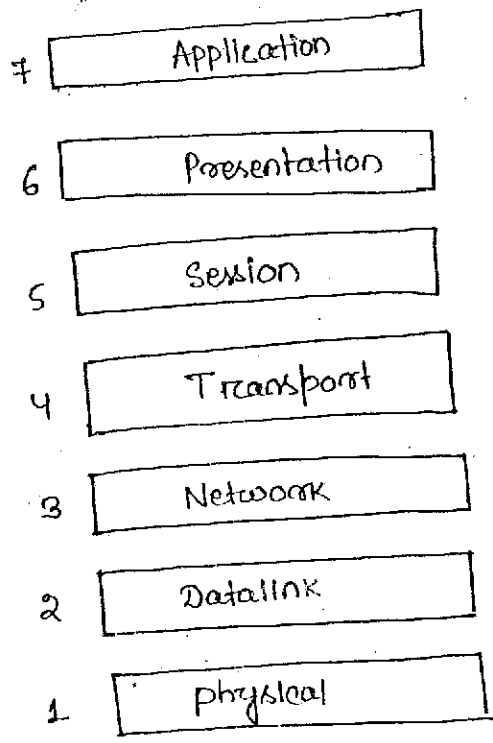 7 Application
6 Presentation
5 Session
4 Transport
3 Network
2 Datalink
1 physical